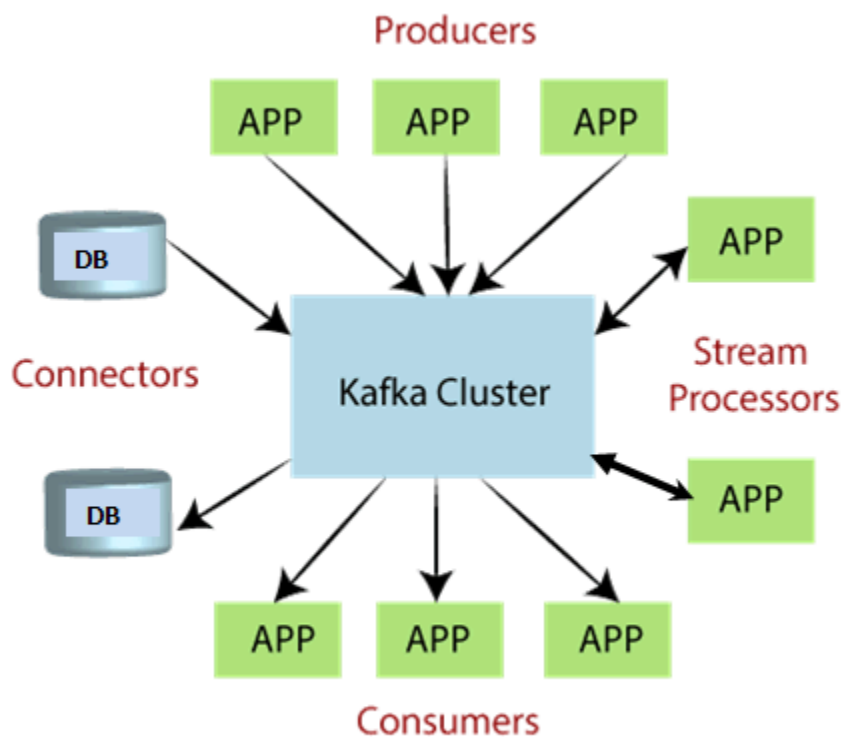 Producers
APP
APP
APP
DB
APP
Connectors
Kafka Cluster
Stream
Processors
DB
APP
APP
APP
APP
Consumers